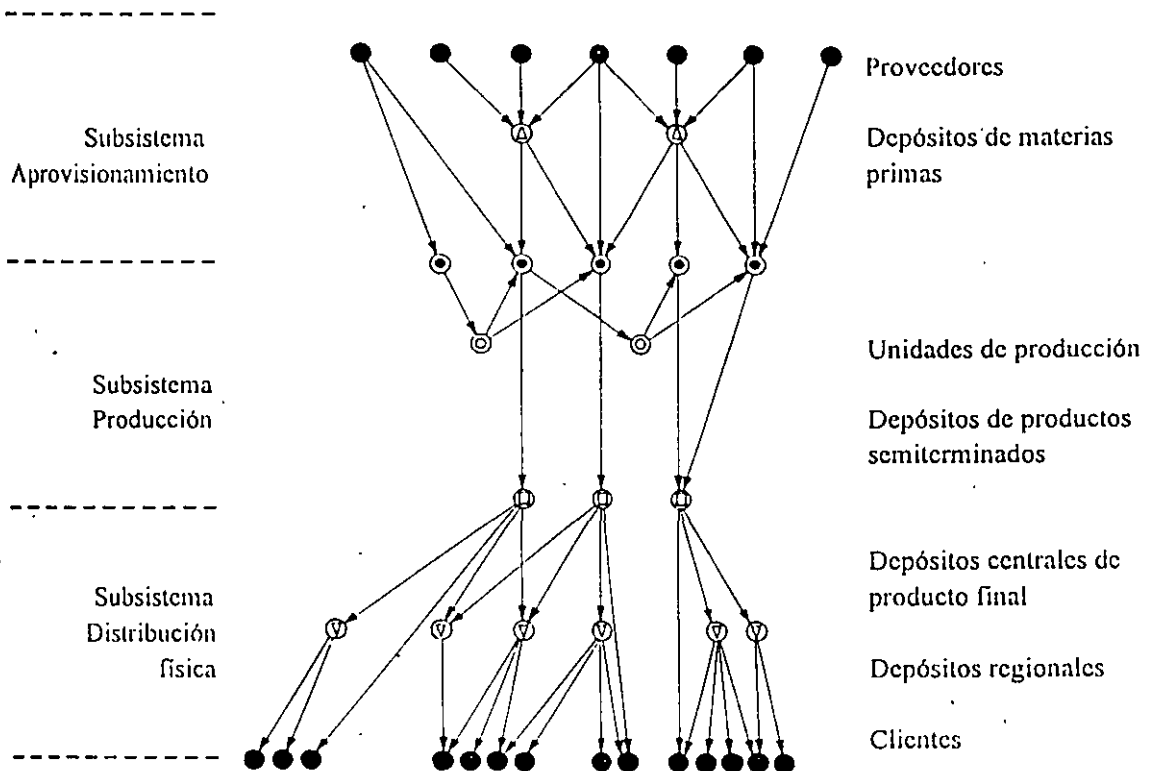 Proveedores
Subsistema
Aprovisionamiento
Depósitos de materias
primas
Unidades de producción
Subsistema
Producción
Depósitos de productos
semiterminados
Depósitos centrales de
producto final
Subsistema
Distribución
física
Depósitos regionales
Clientes